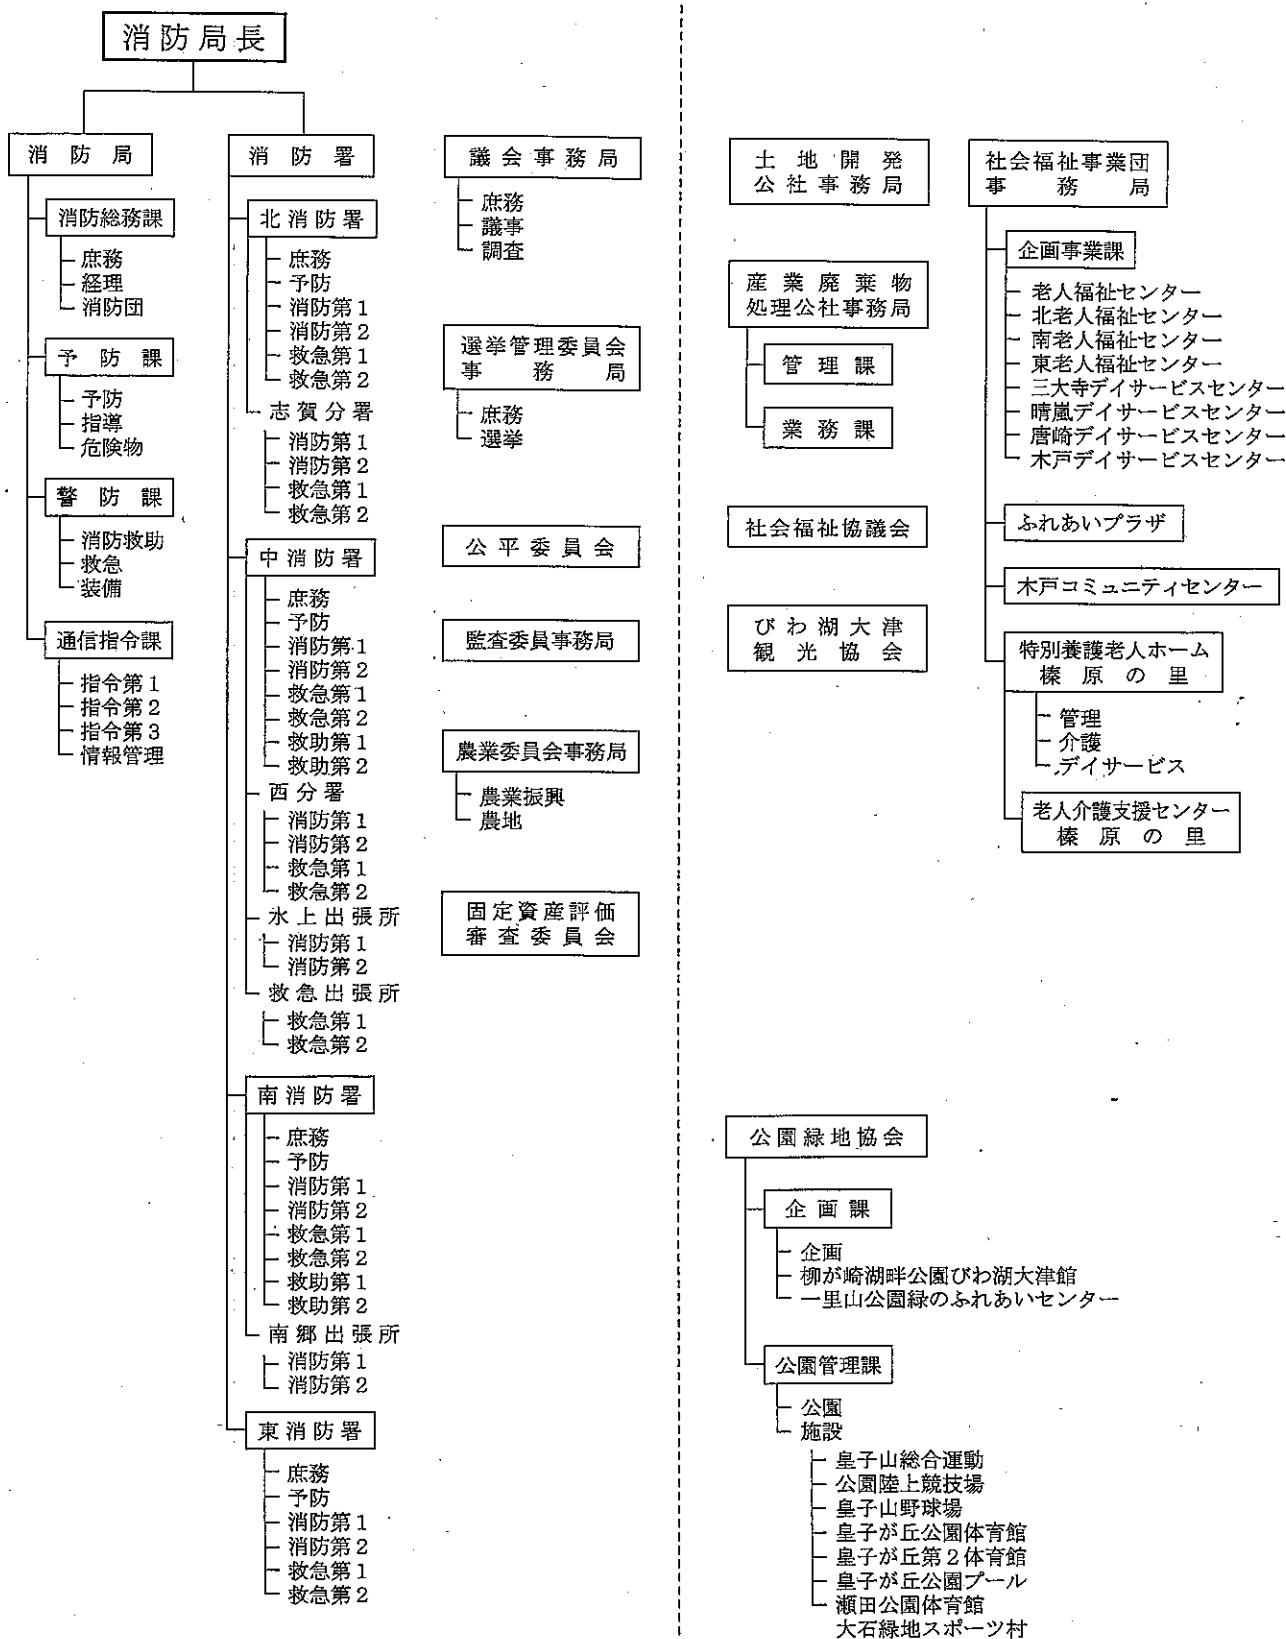 消防局長
消防局
消防総務課
庶務
経理
消防団
予防課
予防
指導
危険物
警防課
消防救助
救急
装備
通信指令課
指令第1
指令第2
指令第3
情報管理
消防署
北消防署
庶務
予防
消防第1
消防第2
救急第1
救急第2
志賀分署
消防第1
消防第2
救急第1
救急第2
中消防署
庶務
予防
消防第1
消防第2
救急第1
救急第2
救助第1
救助第2
西分署
消防第1
消防第2
救急第1
救急第2
水上出張所
消防第1
消防第2
救急出張所
救急第1
救急第2
南消防署
庶務
予防
消防第1
消防第2
救急第1
救急第2
救助第1
救助第2
南郷出張所
消防第1
消防第2
東消防署
庶務
予防
消防第1
消防第2
救急第1
救急第2
議会事務局
庶務
議事
調査
選挙管理委員会
事務局
庶務
選挙
公平委員会
監査委員事務局
農業委員会事務局
農業振興
農地
固定資産評価
審査委員会
土地開発
公社事務局
産業廃棄物
処理公社事務局
管理課
業務課
社会福祉協議会
びわ湖大津
観光協会
社会福祉事業団
事務局
企画事業課
老人福祉センター
北老人福祉センター
南老人福祉センター
東老人福祉センター
三大寺デイサービスセンター
晴嵐デイサービスセンター
唐崎デイサービスセンター
木戸デイサービスセンター
ふれあいプラザ
木戸コミュニティセンター
特別養護老人ホーム
榛原の里
管理
介護
デイサービス
老人介護支援センター
榛原の里
公園緑地協会
企画課
企画
柳が崎湖畔公園びわ湖大津館
一里山公園緑のふれあいセンター
公園管理課
公園
施設
皇子山総合運動
公園陸上競技場
皇子山野球場
皇子が丘公園体育館
皇子が丘第2体育館
皇子が丘公園プール
瀬田公園体育館
大石緑地スポーツ村